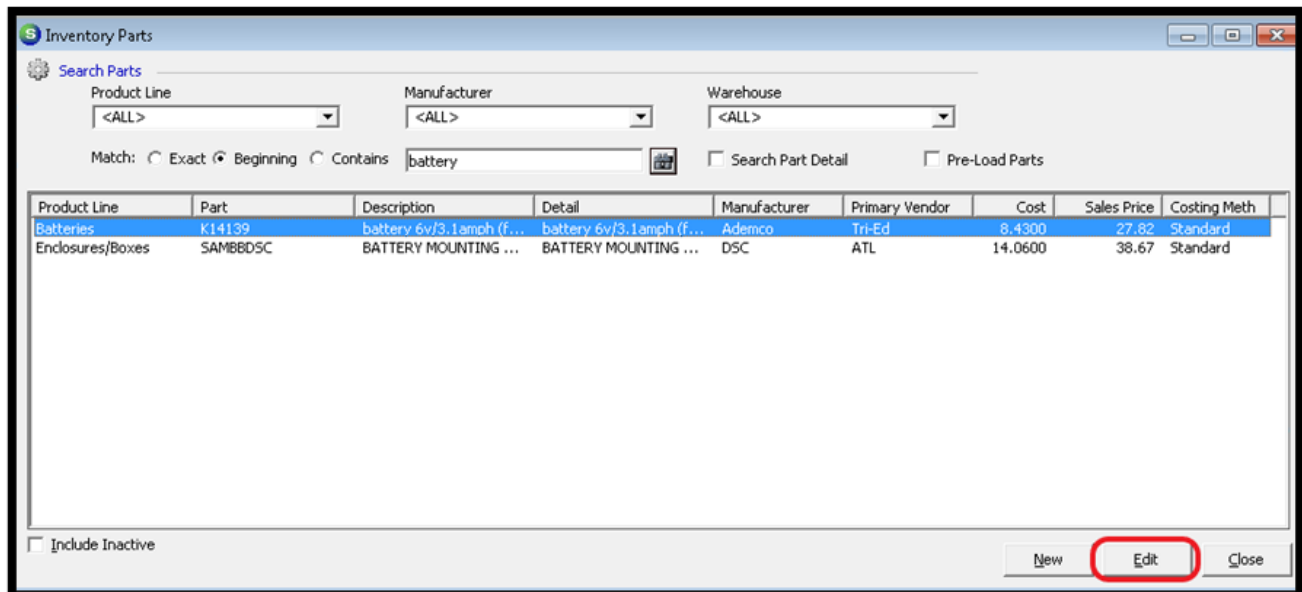 S Inventory Parts
Search Parts
Product Line Manufacturer Warehouse
<ALL> <ALL> <ALL>
Match: Exact Beginning Contains battery Search Part Detail Pre-Load Parts
Product Line Part Description Detail Manufacturer Primary Vendor Cost Sales Price Costing Meth
Batteries K14139 battery 6v/3.1amph (f... battery 6v/3.1amph (f... Ademco Tri-Ed 8.4300 27.82 Standard
Enclosures/Boxes SAMBBDSC BATTERY MOUNTING ... BATTERY MOUNTING ... DSC ATL 14.0600 38.67 Standard
Include Inactive
New Edit Close